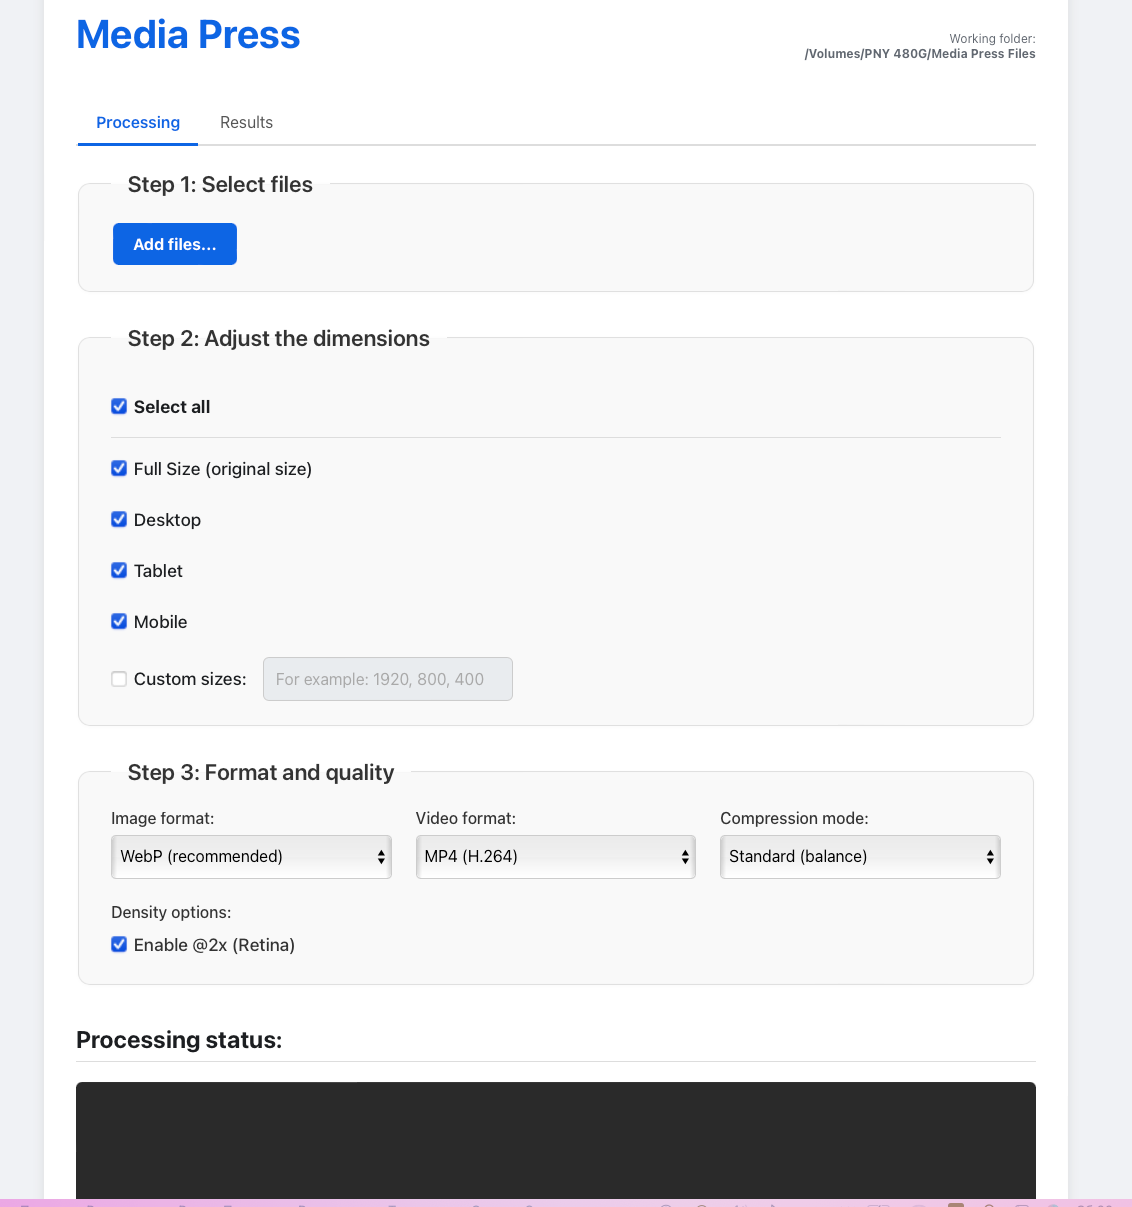 Media Press
Working folder:
/Volumes/PNY 480G/Media Press Files
Processing
Results
Step 1: Select files
Add files...
Step 2: Adjust the dimensions
Select all
Full Size (original size)
Desktop
Tablet
Mobile
Custom sizes:
For example: 1920, 800, 400
Step 3: Format and quality
Image format:
Video format:
Compression mode:
WebP (recommended)
MP4 (H.264)
Standard (balance)
Density options:
Enable @2x (Retina)
Processing status: